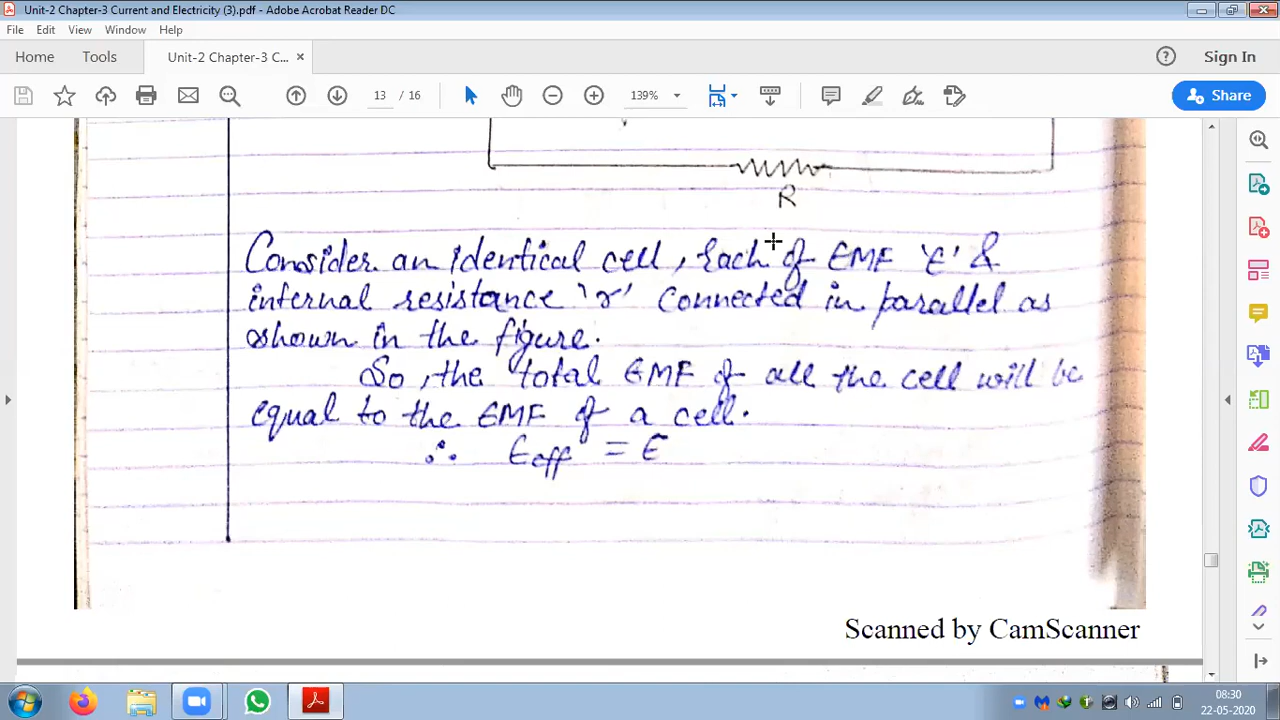 Unit-2 Chapter-3 Current and Electricity (3).pdf - Adobe Acrobat Reader DC
File Edit View Window Help
Home Tools Unit-2 Chapter-3 C... ×
? Sign In
13 / 16
139%
Share
R
Consider an identical cell, Each of EMF 'E' &
internal resistance 'r' connected in parallel as
shown in the figure.
So, the total EMF of all the cell will be
equal to the EMF of a cell.
∴ Eeff = E
Scanned by CamScanner
08:30
22-05-2020